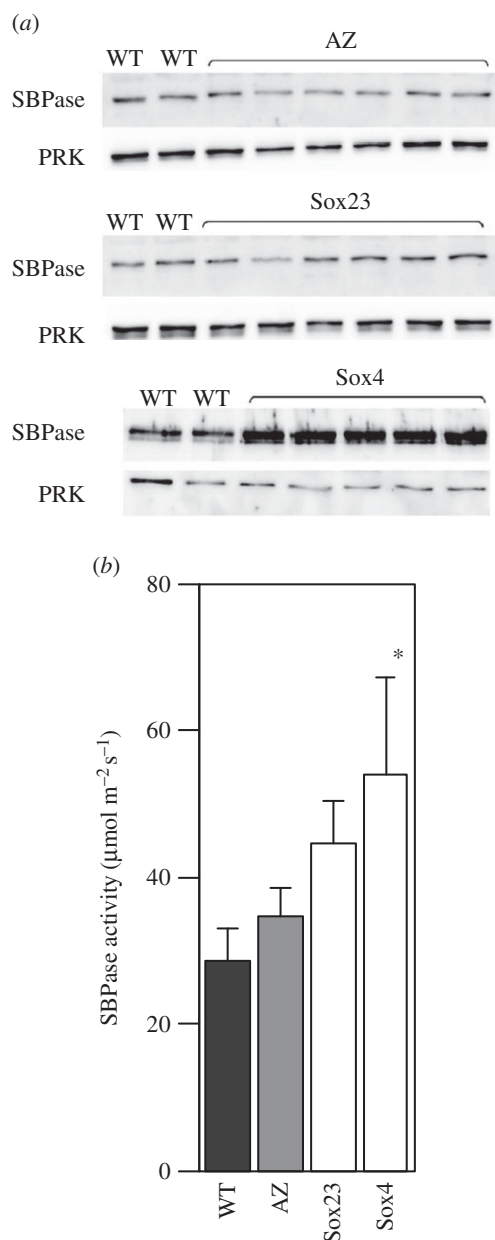 (a)
AZ
WT WT
SBPase
PRK
Sox23
WT WT
SBPase
PRK
Sox4
WT WT
SBPase
PRK
(b)
80
60
40
20
0
SBPase activity (µmol m−2 s−1)
*
WT
AZ
Sox23
Sox4